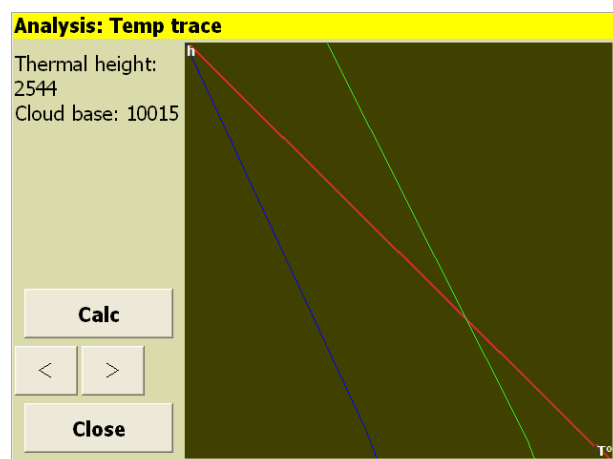 Analysis: Temp trace
Thermal height:
2544
Cloud base: 10015
h
Calc
< >
Close
T°